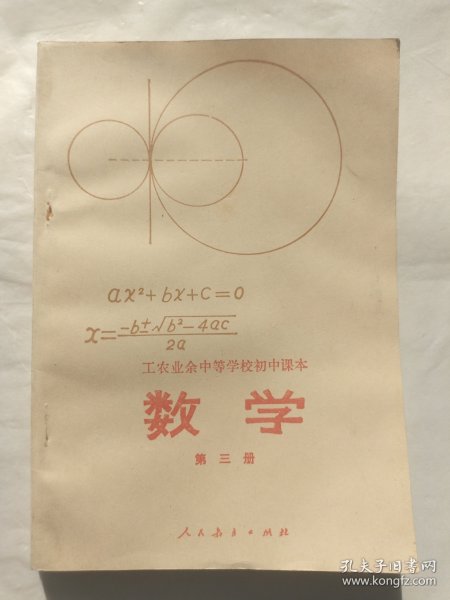 ax²+bx+c=0
x=-b±√b²-4ac
2a
工农业余中等学校初中课本
数学
第三册
人民教育出版社
孔夫子旧书网
www.kongfz.com